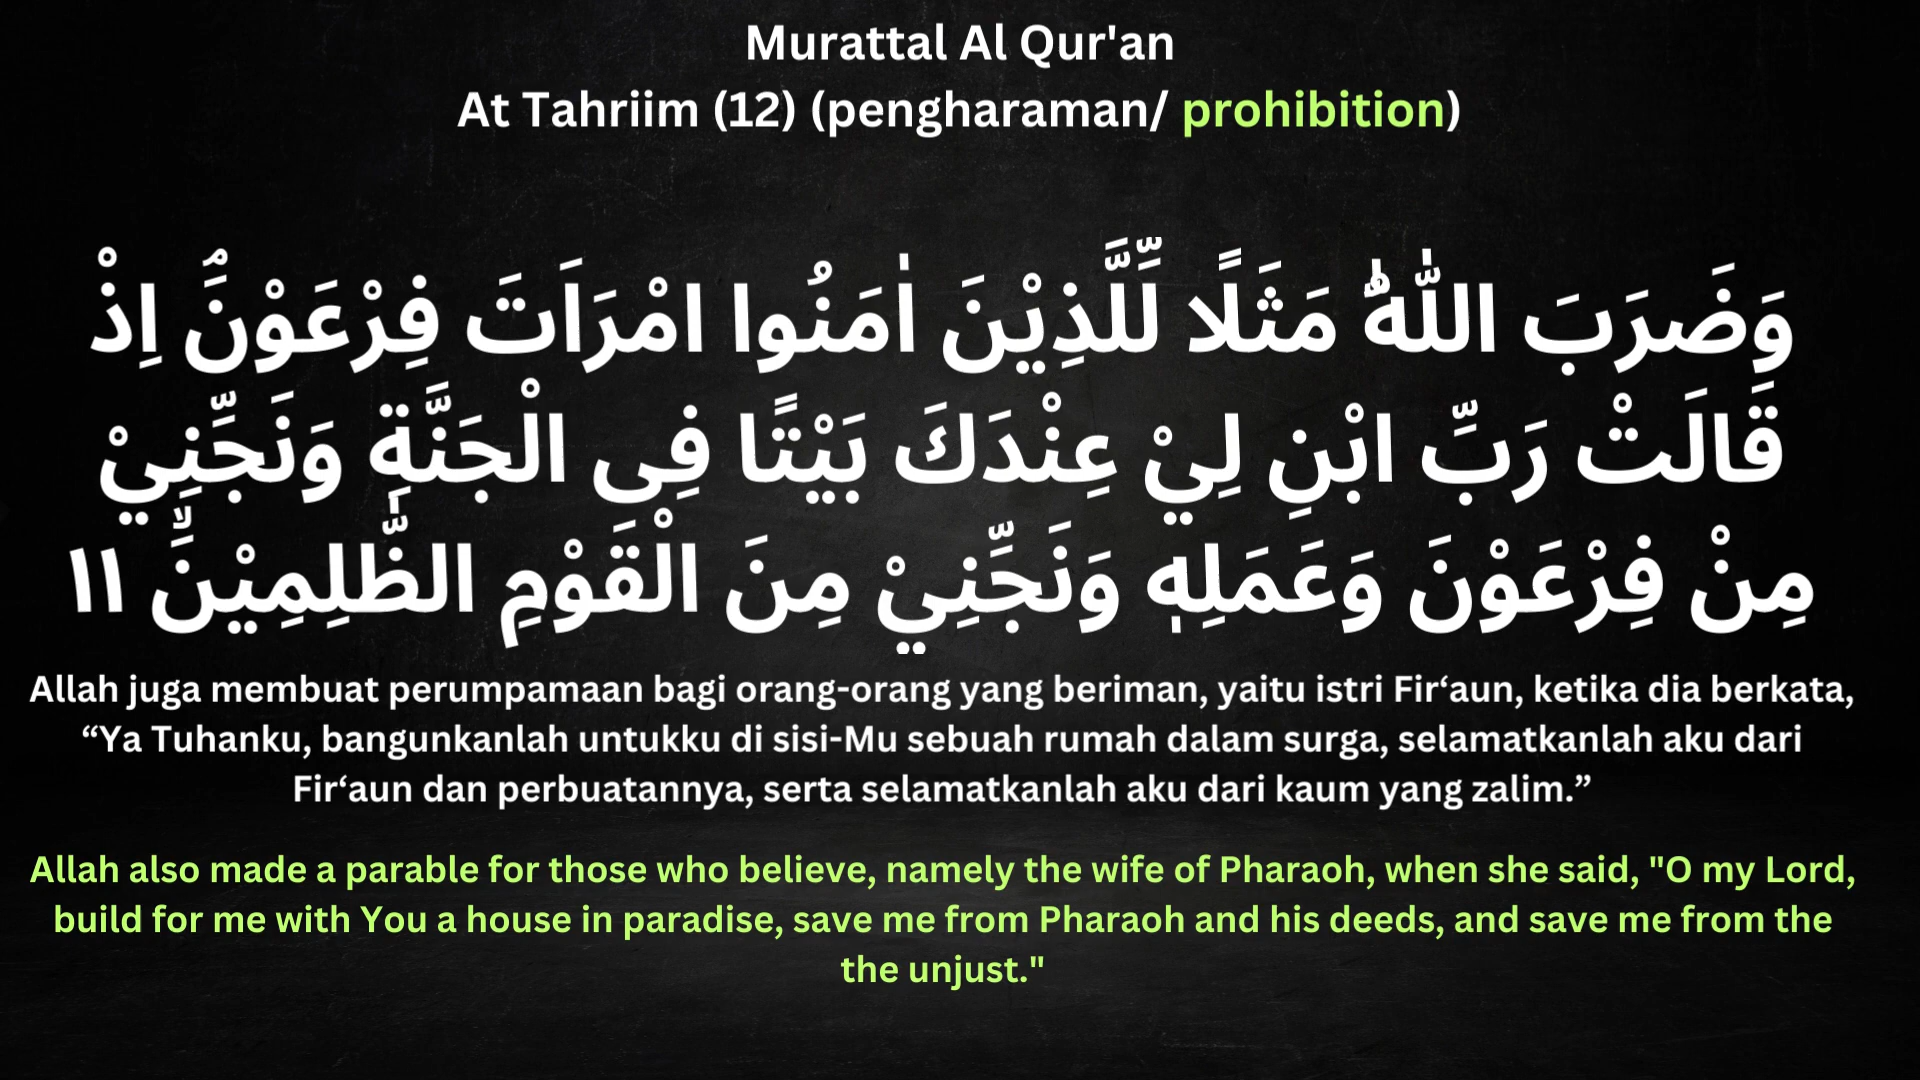 Murattal Al Qur'an
At Tahriim (12) (pengharaman/ prohibition)
وَضَرَبَ اللّٰهُ مَثَلًا لِّلَّذِيْنَ اٰمَنُوا امْرَاَتَ فِرْعَوْنَۘ اِذْ
قَالَتْ رَبِّ ابْنِ لِيْ عِنْدَكَ بَيْتًا فِى الْجَنَّةِ وَنَجِّنِيْ
مِنْ فِرْعَوْنَ وَعَمَلِهٖ وَنَجِّنِيْ مِنَ الْقَوْمِ الظّٰلِمِيْنَۙ ١١
Allah juga membuat perumpamaan bagi orang-orang yang beriman, yaitu istri Fir‘aun, ketika dia berkata,
“Ya Tuhanku, bangunkanlah untukku di sisi-Mu sebuah rumah dalam surga, selamatkanlah aku dari
Fir‘aun dan perbuatannya, serta selamatkanlah aku dari kaum yang zalim.”
Allah also made a parable for those who believe, namely the wife of Pharaoh, when she said, "O my Lord,
build for me with You a house in paradise, save me from Pharaoh and his deeds, and save me from the
the unjust."